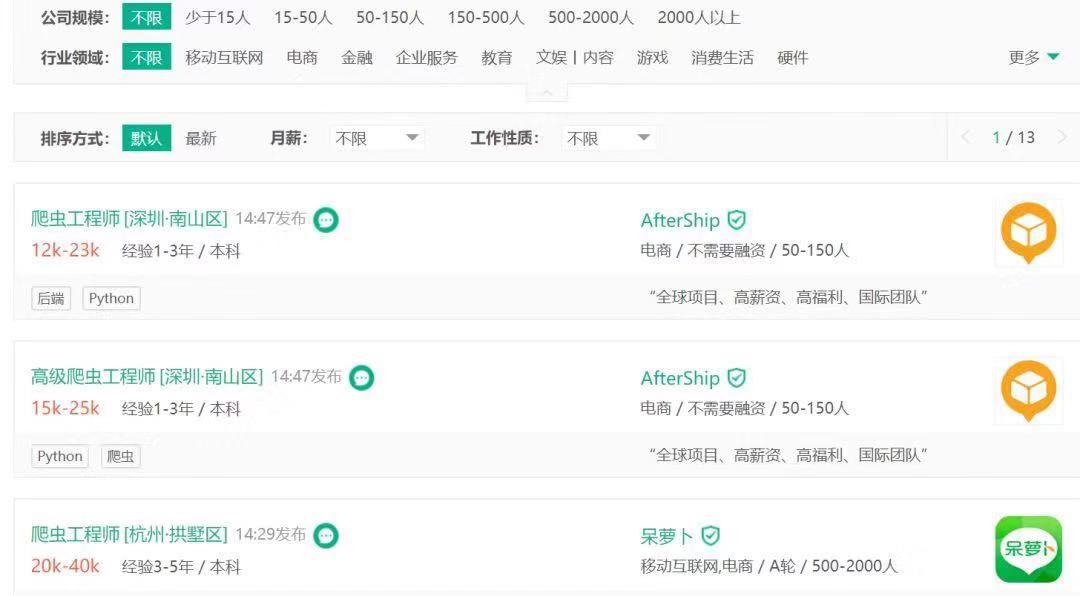 公司规模： 不限 少于15人 15-50人 50-150人 150-500人 500-2000人 2000人以上
行业领域： 不限 移动互联网 电商 金融 企业服务 教育 文娱丨内容 游戏 消费生活 硬件 更多
排序方式： 默认 最新 月薪： 不限 工作性质： 不限 1 / 13
爬虫工程师 [深圳·南山区] 14:47发布 AfterShip
12k-23k 经验1-3年 / 本科 电商 / 不需要融资 / 50-150人
后端 Python “全球项目、高薪资、高福利、国际团队”
高级爬虫工程师 [深圳·南山区] 14:47发布 AfterShip
15k-25k 经验1-3年 / 本科 电商 / 不需要融资 / 50-150人
Python 爬虫 “全球项目、高薪资、高福利、国际团队”
爬虫工程师 [杭州·拱墅区] 14:29发布 呆萝卜 呆萝卜
20k-40k 经验3-5年 / 本科 移动互联网,电商 / A轮 / 500-2000人